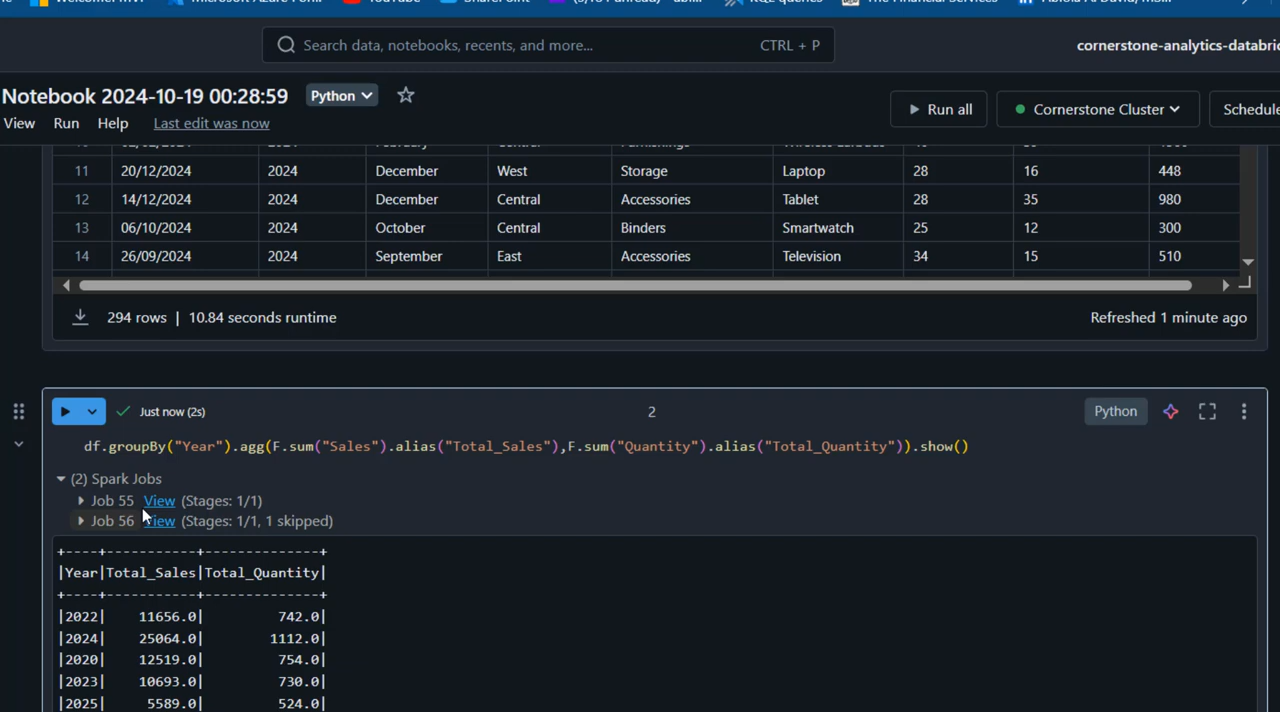 YouTube
SharePoint
KQL queries
The Financial Services
Search data, notebooks, recents, and more...
CTRL + P
Notebook 2024-10-19 00:28:59
Python
View Run Help Last edit was now
Run all
Cornerstone Cluster
11 20/12/2024 2024 December West Storage Laptop 28 16 448
12 14/12/2024 2024 December Central Accessories Tablet 28 35 980
13 06/10/2024 2024 October Central Binders Smartwatch 25 12 300
14 26/09/2024 2024 September East Accessories Television 34 15 510
294 rows | 10.84 seconds runtime
Refreshed 1 minute ago
Just now (2s)
2
Python
df.groupBy("Year").agg(F.sum("Sales").alias("Total_Sales"),F.sum("Quantity").alias("Total_Quantity")).show()
(2) Spark Jobs
Job 55 View (Stages: 1/1)
Job 56 View (Stages: 1/1, 1 skipped)
+----+-----------+--------------+
|Year|Total_Sales|Total_Quantity|
+----+-----------+--------------+
|2022| 11656.0| 742.0|
|2024| 25064.0| 1112.0|
|2020| 12519.0| 754.0|
|2023| 10693.0| 730.0|
|2025| 5589.0| 524.0|